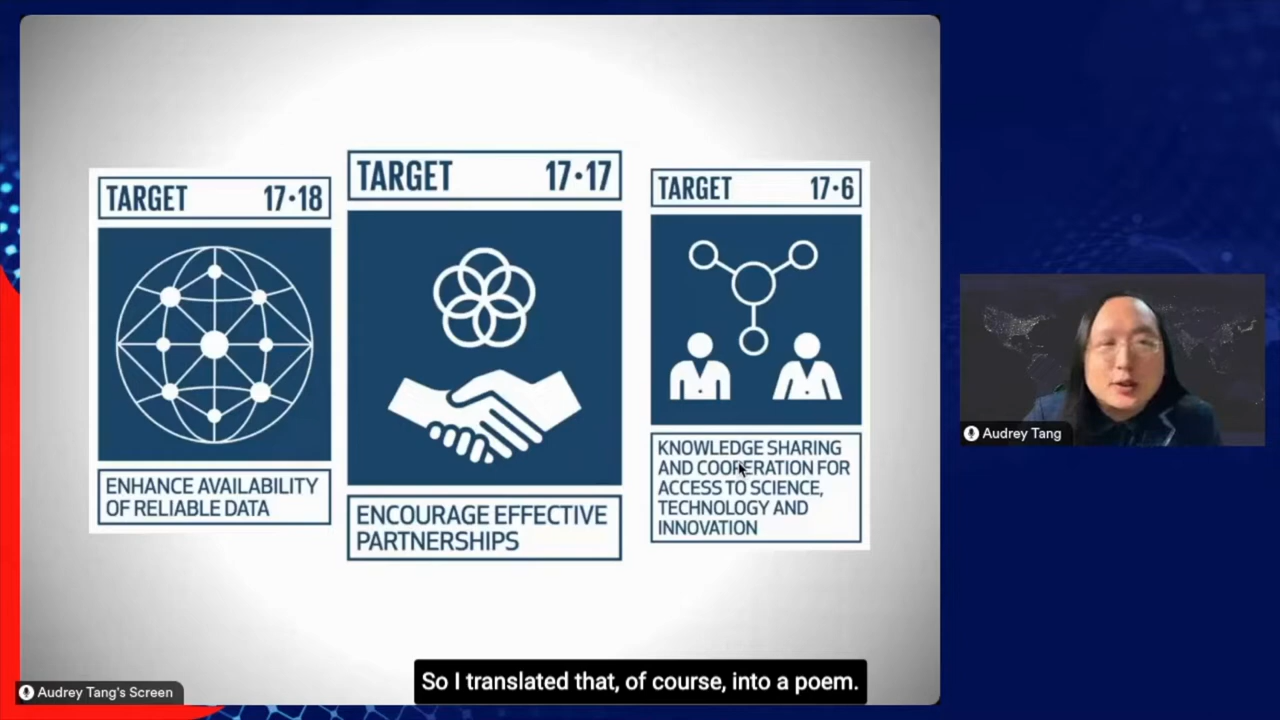 TARGET 17·18
ENHANCE AVAILABILITY
OF RELIABLE DATA
TARGET 17·17
ENCOURAGE EFFECTIVE
PARTNERSHIPS
TARGET 17·6
KNOWLEDGE SHARING
AND COOPERATION FOR
ACCESS TO SCIENCE,
TECHNOLOGY AND
INNOVATION
Audrey Tang
Audrey Tang's Screen
So I translated that, of course, into a poem.